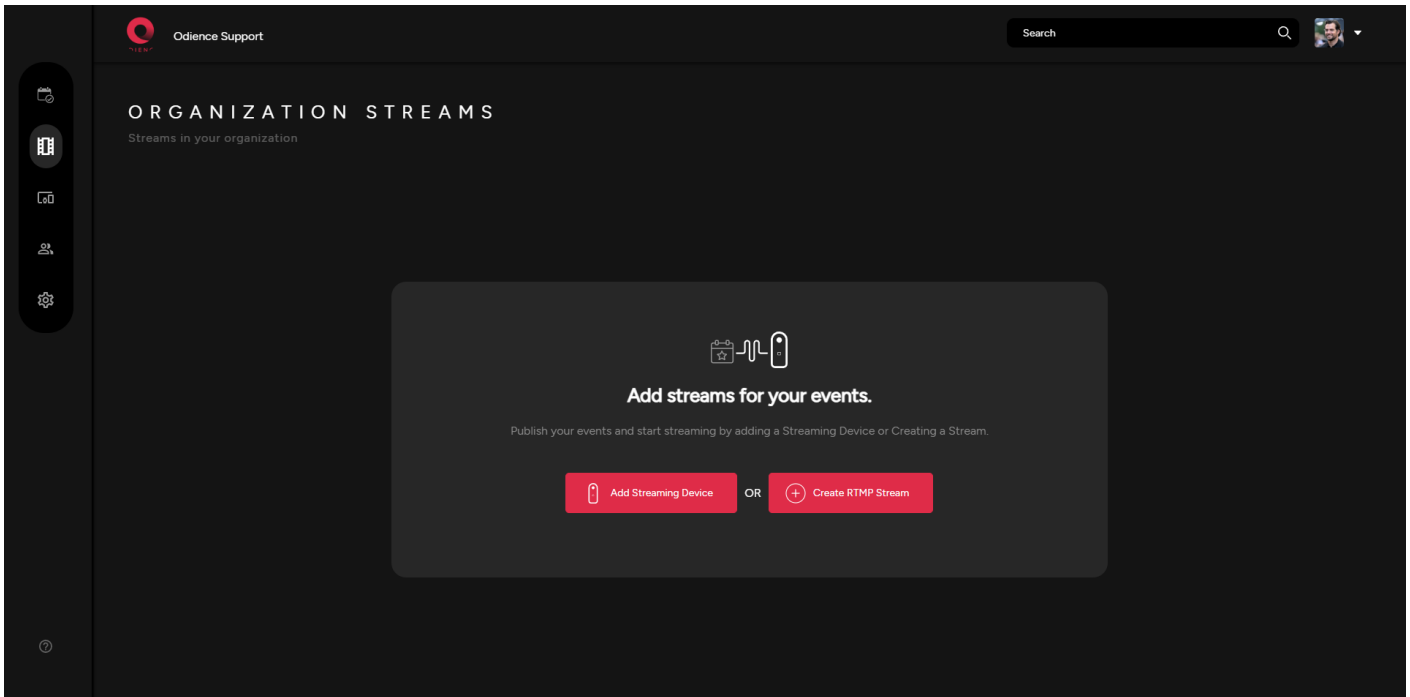 Odience Support
Search
ORGANIZATION STREAMS
Streams in your organization
Add streams for your events.
Publish your events and start streaming by adding a Streaming Device or Creating a Stream.
Add Streaming Device
OR
Create RTMP Stream